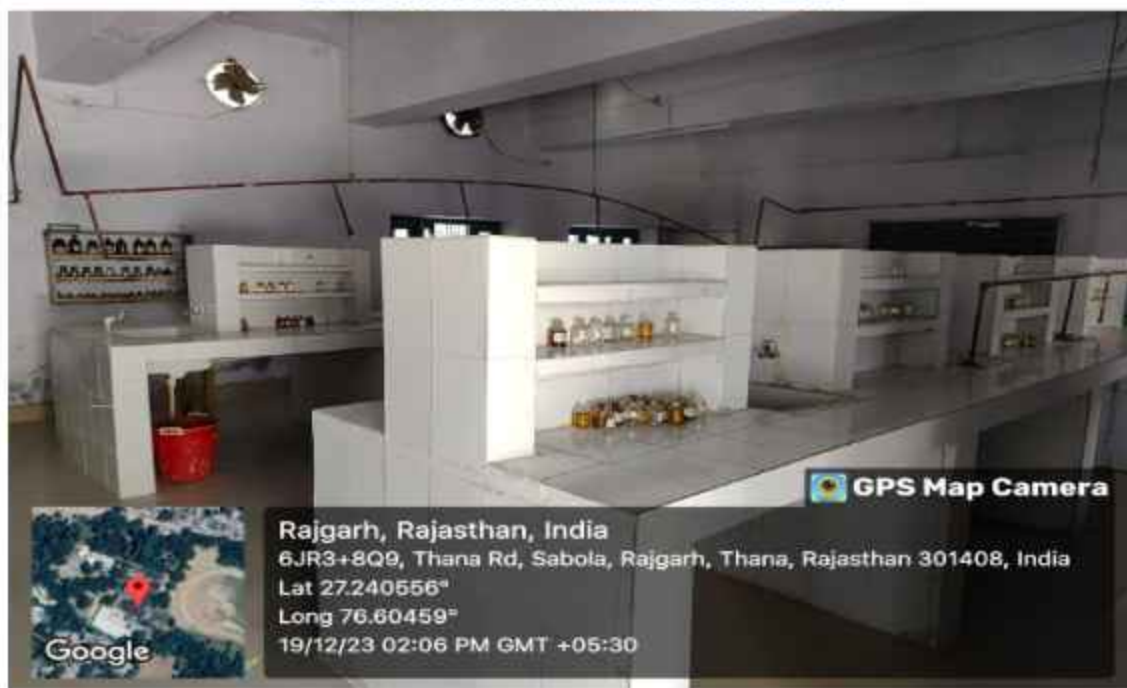 GPS Map Camera
Rajgarh, Rajasthan, India
6JR3+8Q9, Thana Rd, Sabola, Rajgarh, Thana, Rajasthan 301408, India
Lat 27.240556°
Long 76.60459°
19/12/23 02:06 PM GMT +05:30
Google